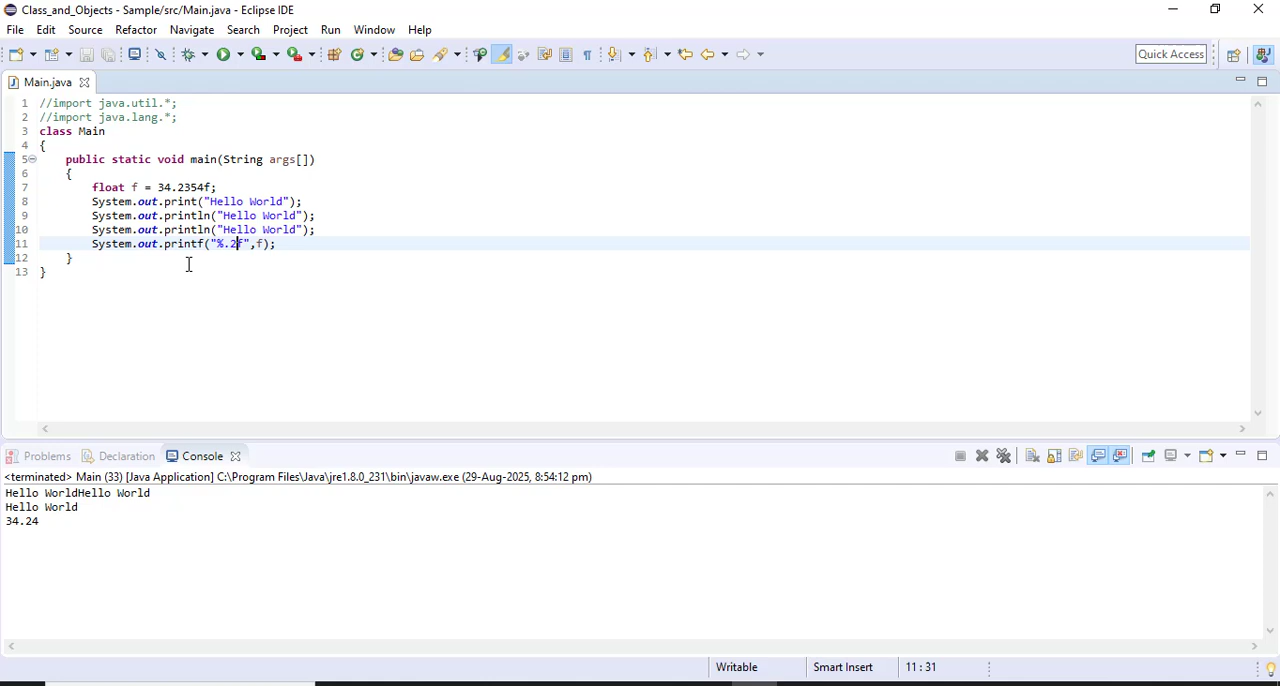 Class_and_Objects - Sample/src/Main.java - Eclipse IDE
File Edit Source Refactor Navigate Search Project Run Window Help
Quick Access
Main.java
1 //import java.util.*;
2 //import java.lang.*;
3 class Main
4 {
5 public static void main(String args[])
6 {
7 float f = 34.2354f;
8 System.out.print("Hello World");
9 System.out.println("Hello World");
10 System.out.println("Hello World");
11 System.out.printf("%.2f",f);
12 }
13 }
Problems Declaration Console
<terminated> Main (33) [Java Application] C:\Program Files\Java\jre1.8.0_231\bin\javaw.exe (29-Aug-2025, 8:54:12 pm)
Hello WorldHello World
Hello World
34.24
Writable Smart Insert 11 : 31